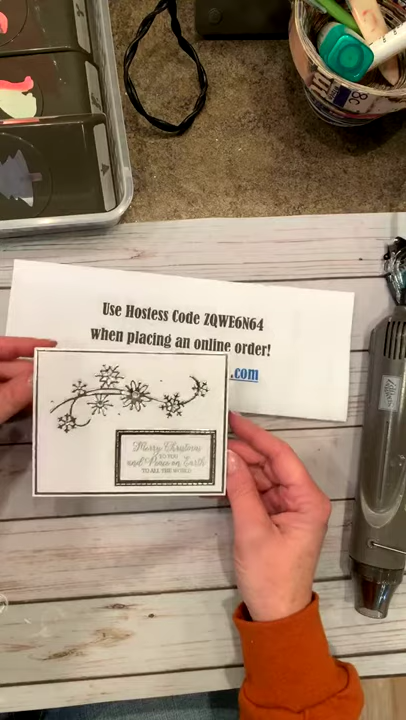 Use Hostess Code ZQWE6N64
when placing an online order!
.com
Merry Christmas
TO YOU
and Peace on Earth
TO ALL THE WORLD